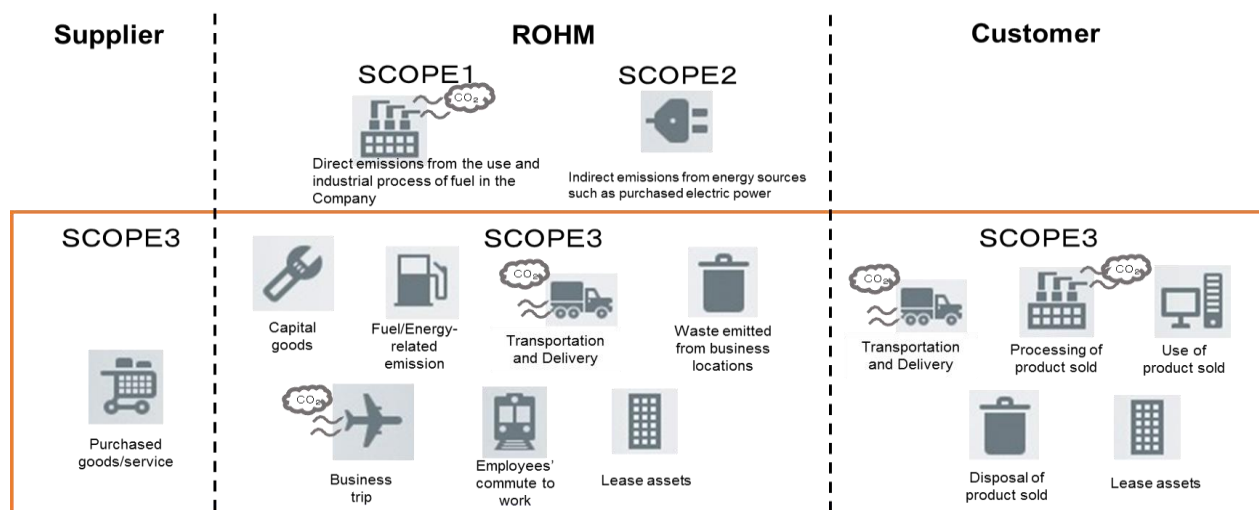 Supplier
ROHM
Customer
SCOPE1
SCOPE2
CO₂
Direct emissions from the use and
industrial process of fuel in the
Company
Indirect emissions from energy sources
such as purchased electric power
SCOPE3
Purchased
goods/service
SCOPE3
Capital
goods
Fuel/Energy-
related
emission
CO₂
Transportation
and Delivery
Waste emitted
from business
locations
CO₂
Business
trip
Employees'
commute to
work
Lease assets
SCOPE3
CO₂
Transportation
and Delivery
CO₂
Processing of
product sold
Use of
product sold
Disposal of
product sold
Lease assets